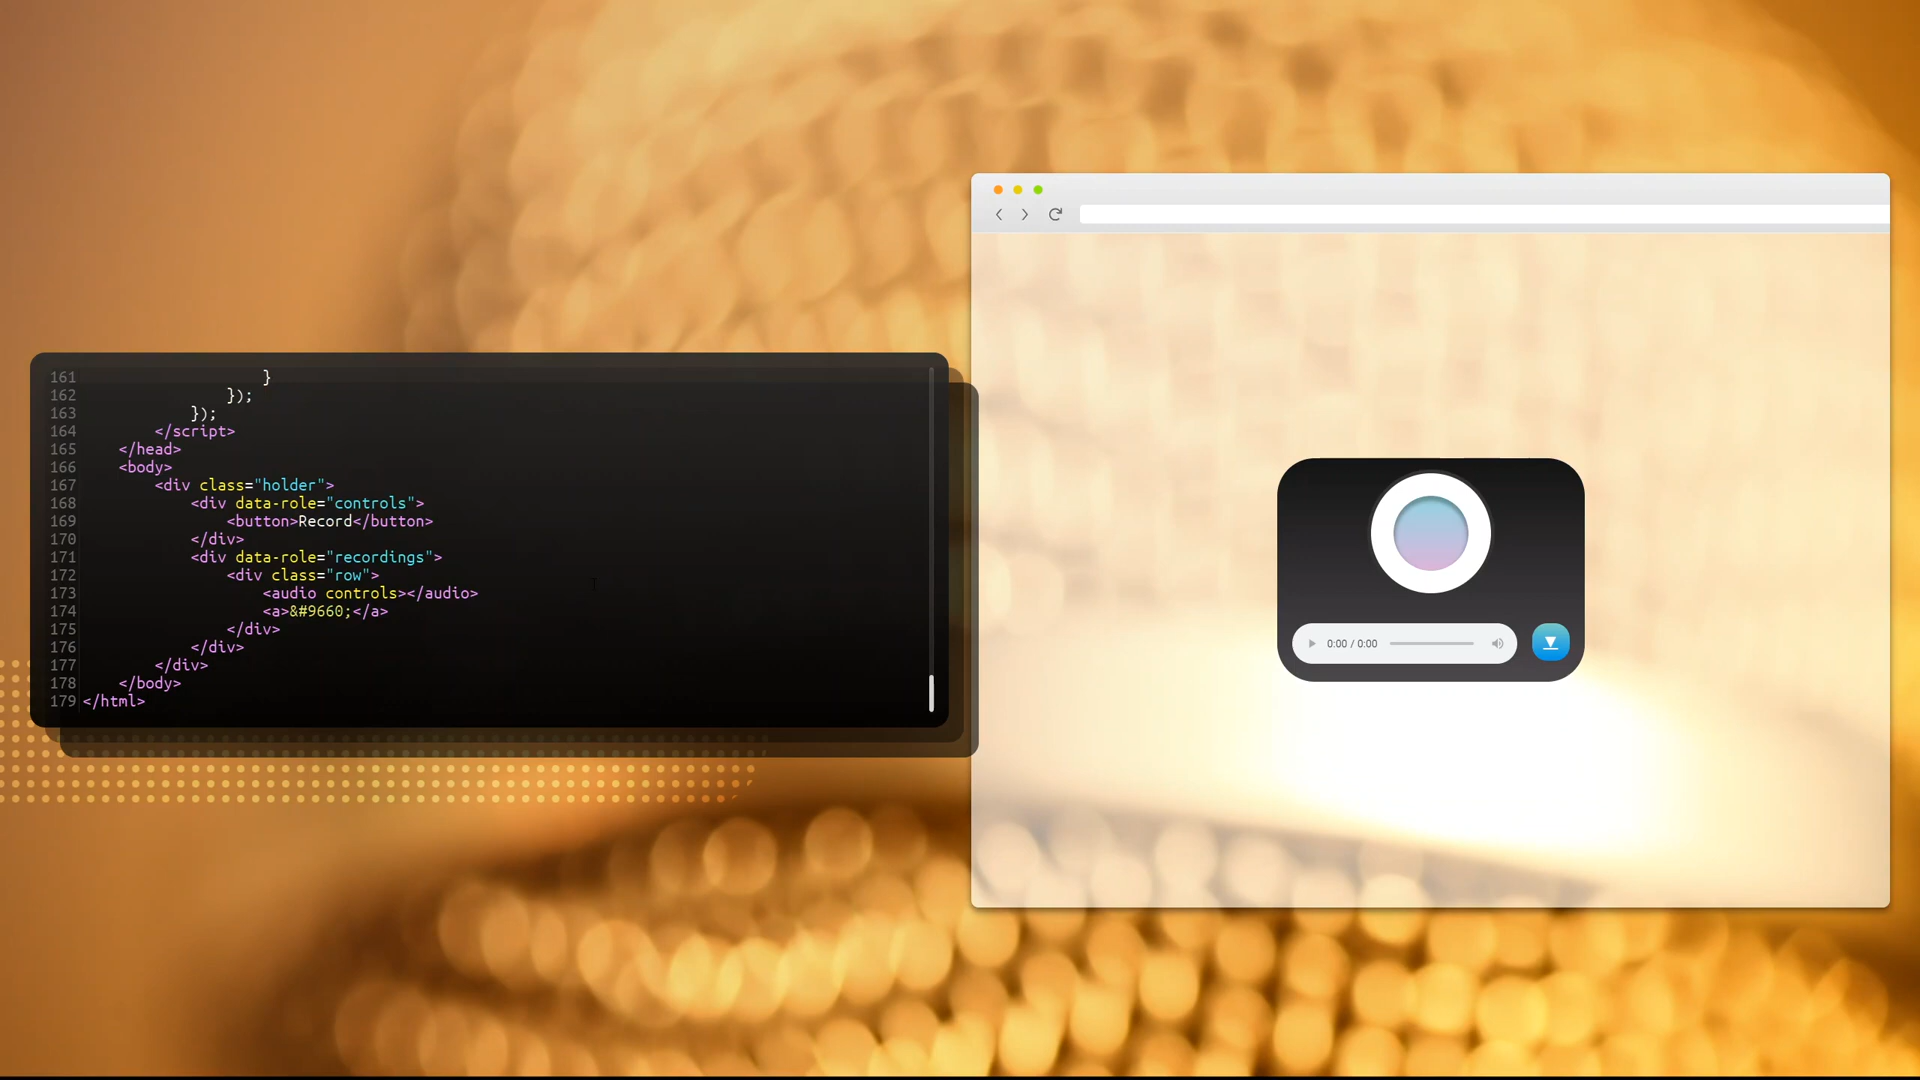 161                     }
162                 });
163             });
164         </script>
165     </head>
166     <body>
167         <div class="holder">
168             <div data-role="controls">
169                 <button>Record</button>
170             </div>
171             <div data-role="recordings">
172                 <div class="row">
173                     <audio controls></audio>
174                     <a>&#9660;</a>
175                 </div>
176             </div>
177         </div>
178     </body>
179 </html>
0:00 / 0:00